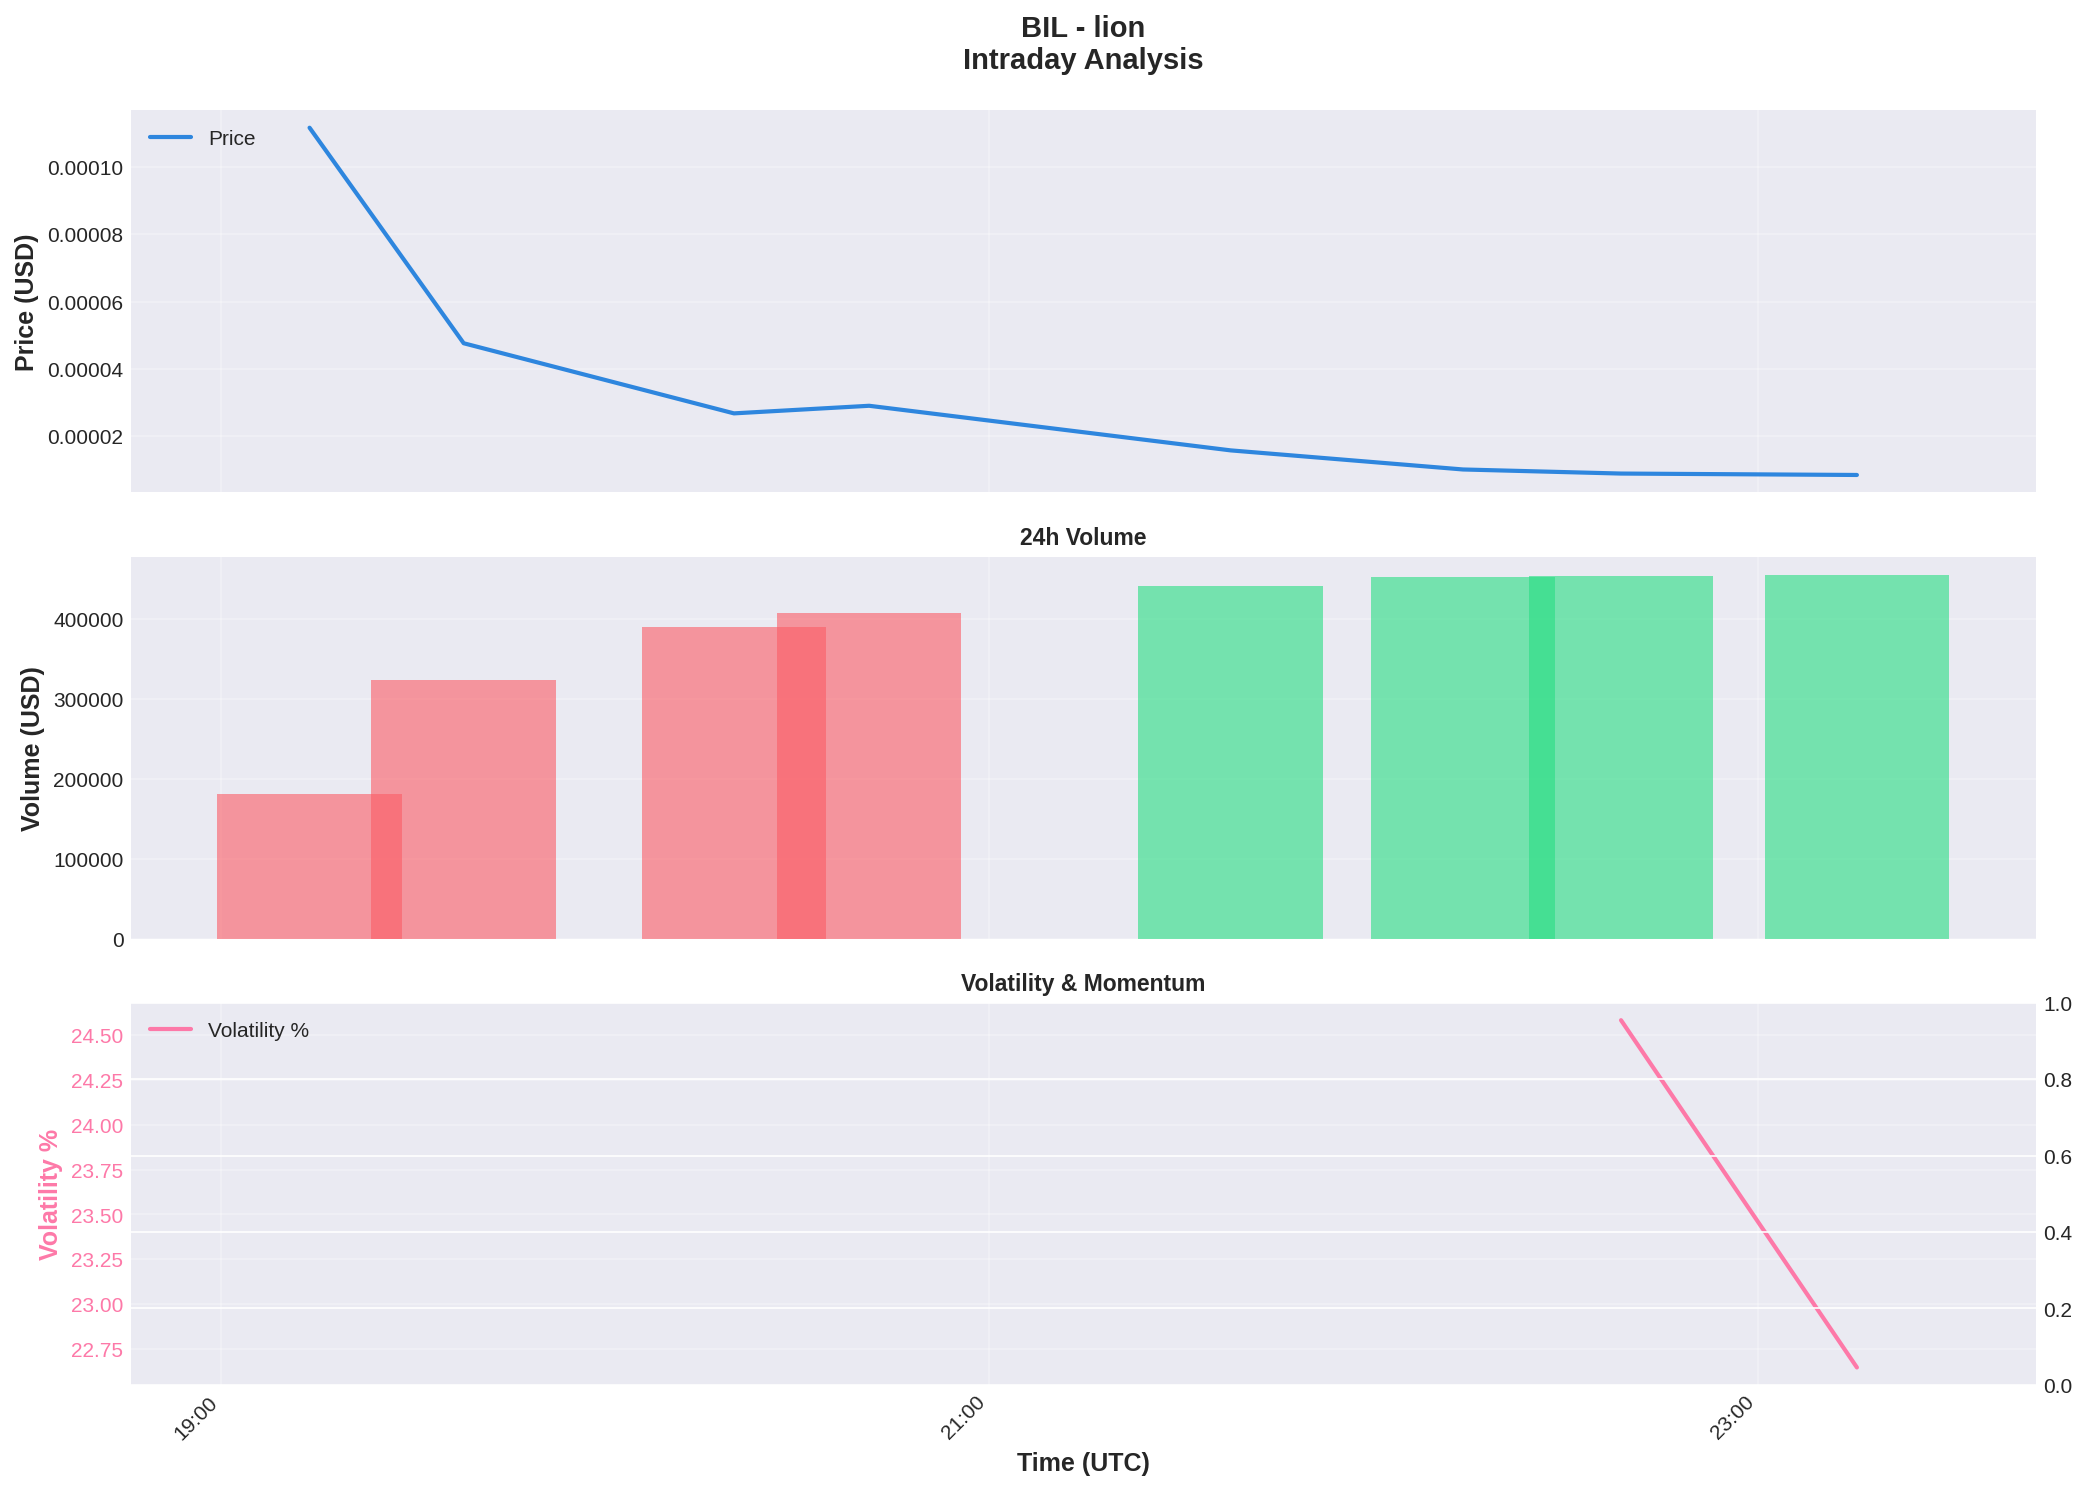 BIL - lion
Intraday Analysis
Price
0.00010
0.00008
0.00006
0.00004
0.00002
Price (USD)
24h Volume
400000
300000
200000
100000
0
Volume (USD)
Volatility & Momentum
Volatility %
24.50
24.25
24.00
23.75
23.50
23.25
23.00
22.75
Volatility %
1.0
0.8
0.6
0.4
0.2
0.0
19:00
21:00
23:00
Time (UTC)